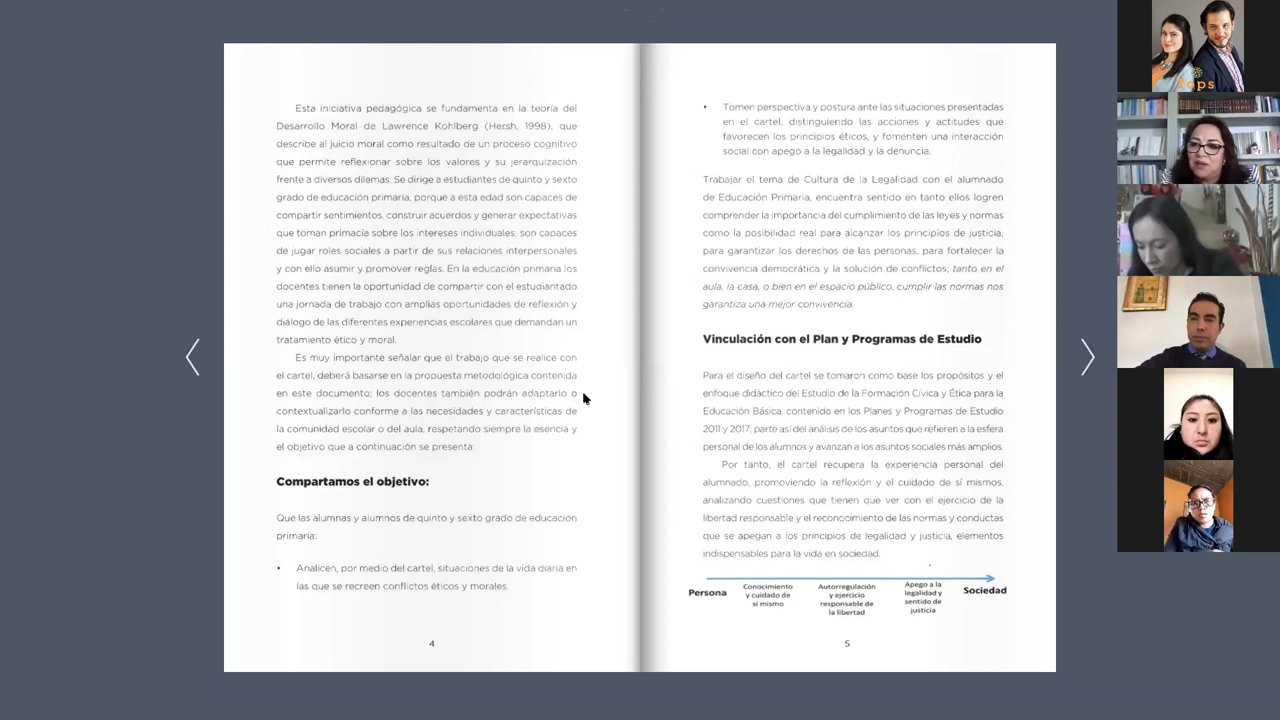 Esta iniciativa pedagógica se fundamenta en la teoría del
Desarrollo Moral de Lawrence Kohlberg (Hersh, 1998), que
describe al juicio moral como resultado de un proceso cognitivo
que permite reflexionar sobre los valores y su jerarquización
frente a diversos dilemas. Se dirige a estudiantes de quinto y sexto
grado de educación primaria, porque a esta edad son capaces de
compartir sentimientos, construir acuerdos y generar expectativas
que toman primacía sobre los intereses individuales; son capaces
de jugar roles sociales a partir de sus relaciones interpersonales
y con ello asumir y promover reglas. En la educación primaria los
docentes tienen la oportunidad de compartir con el estudiantado
una jornada de trabajo con amplias oportunidades de reflexión y
diálogo de las diferentes experiencias escolares que demandan un
tratamiento ético y moral.
Es muy importante señalar que el trabajo que se realice con
el cartel, deberá basarse en la propuesta metodológica contenida
en este documento; los docentes también podrán adaptarlo o
contextualizarlo conforme a las necesidades y características de
la comunidad escolar o del aula, respetando siempre la esencia y
el objetivo que a continuación se presenta:
Compartamos el objetivo:
Que las alumnas y alumnos de quinto y sexto grado de educación
primaria:
• Analicen, por medio del cartel, situaciones de la vida diaria en
las que se recreen conflictos éticos y morales.
4
• Tomen perspectiva y postura ante las situaciones presentadas
en el cartel, distinguiendo las acciones y actitudes que
favorecen los principios éticos, y fomenten una interacción
social con apego a la legalidad y la denuncia.
Trabajar el tema de Cultura de la Legalidad con el alumnado
de Educación Primaria, encuentra sentido en tanto ellos logren
comprender la importancia del cumplimiento de las leyes y normas
como la posibilidad real para alcanzar los principios de justicia,
para garantizar los derechos de las personas, para fortalecer la
convivencia democrática y la solución de conflictos; tanto en el
aula, la casa, o bien en el espacio público, cumplir las normas nos
garantiza una mejor convivencia.
Vinculación con el Plan y Programas de Estudio
Para el diseño del cartel se tomaron como base los propósitos y el
enfoque didáctico del Estudio de la Formación Cívica y Ética para la
Educación Básica, contenido en los Planes y Programas de Estudio
2011 y 2017, parte así del análisis de los asuntos que refieren a la esfera
personal de los alumnos y avanzan a los asuntos sociales más amplios.
Por tanto, el cartel recupera la experiencia personal del
alumnado, promoviendo la reflexión y el cuidado de sí mismos,
analizando cuestiones que tienen que ver con el ejercicio de la
libertad responsable y el reconocimiento de las normas y conductas
que se apegan a los principios de legalidad y justicia, elementos
indispensables para la vida en sociedad.
Persona
Conocimiento
y cuidado de
sí mismo
Autorregulación
y ejercicio
responsable de
la libertad
Apego a la
legalidad y
sentido de
justicia
Sociedad
5
Tops